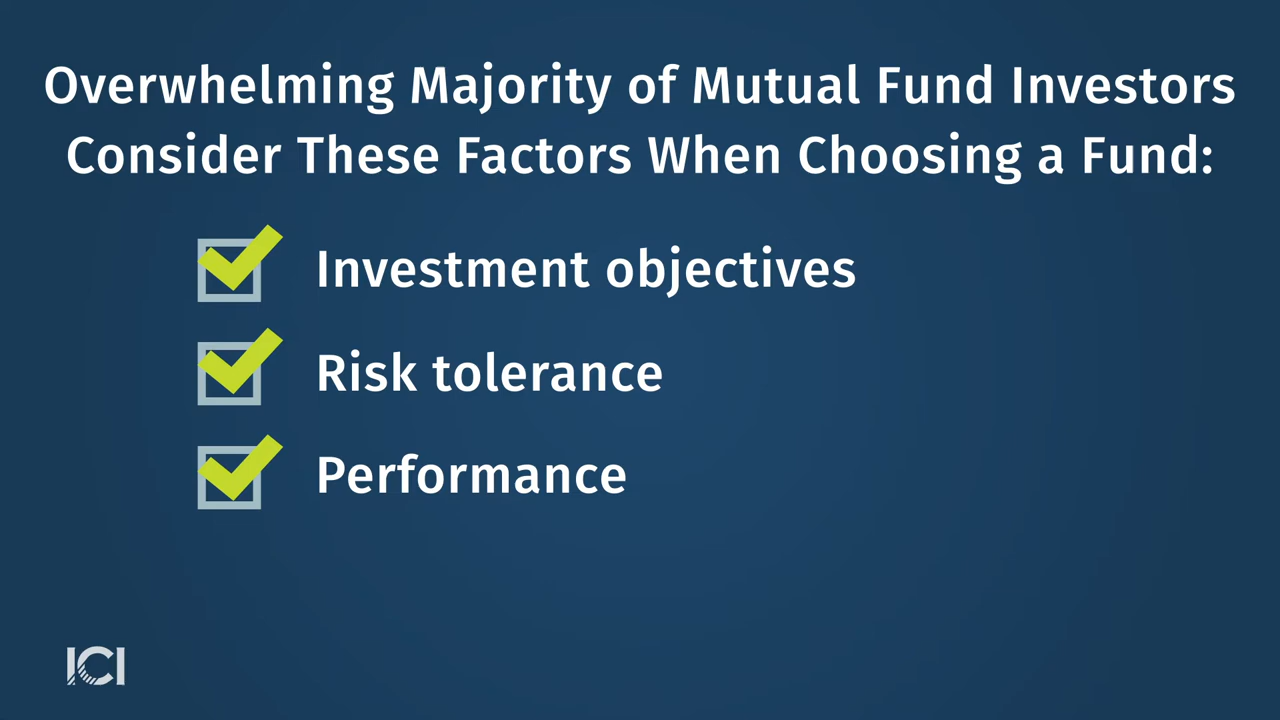 Overwhelming Majority of Mutual Fund Investors
Consider These Factors When Choosing a Fund:
Investment objectives
Risk tolerance
Performance
ICI